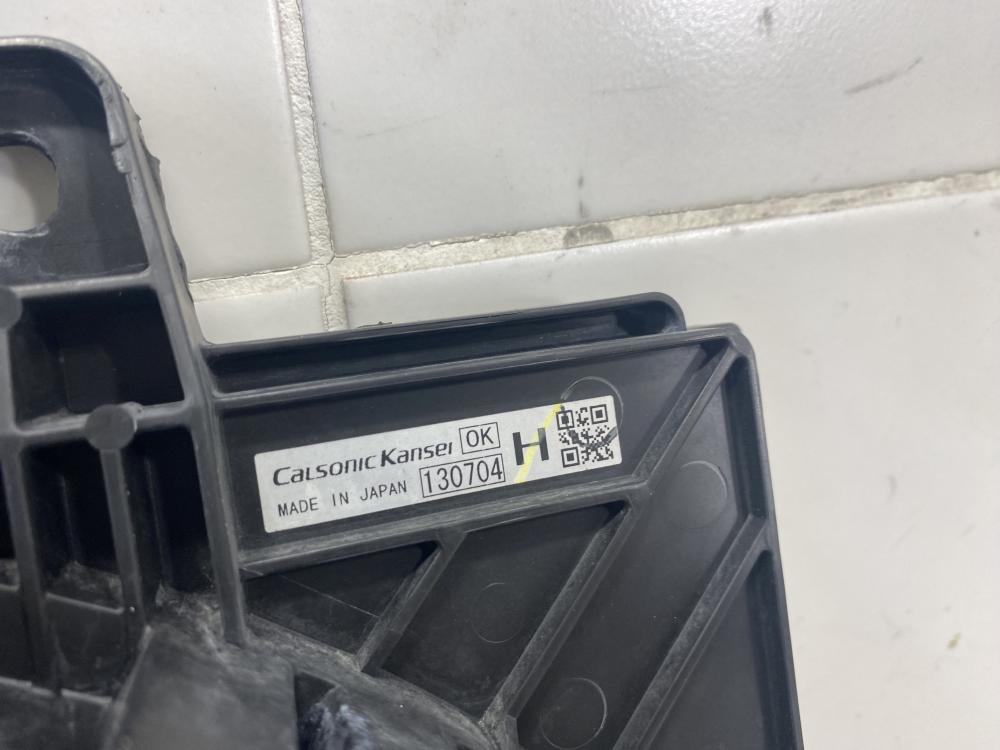 CaLsonic Kansei OK H
MADE IN JAPAN 130704